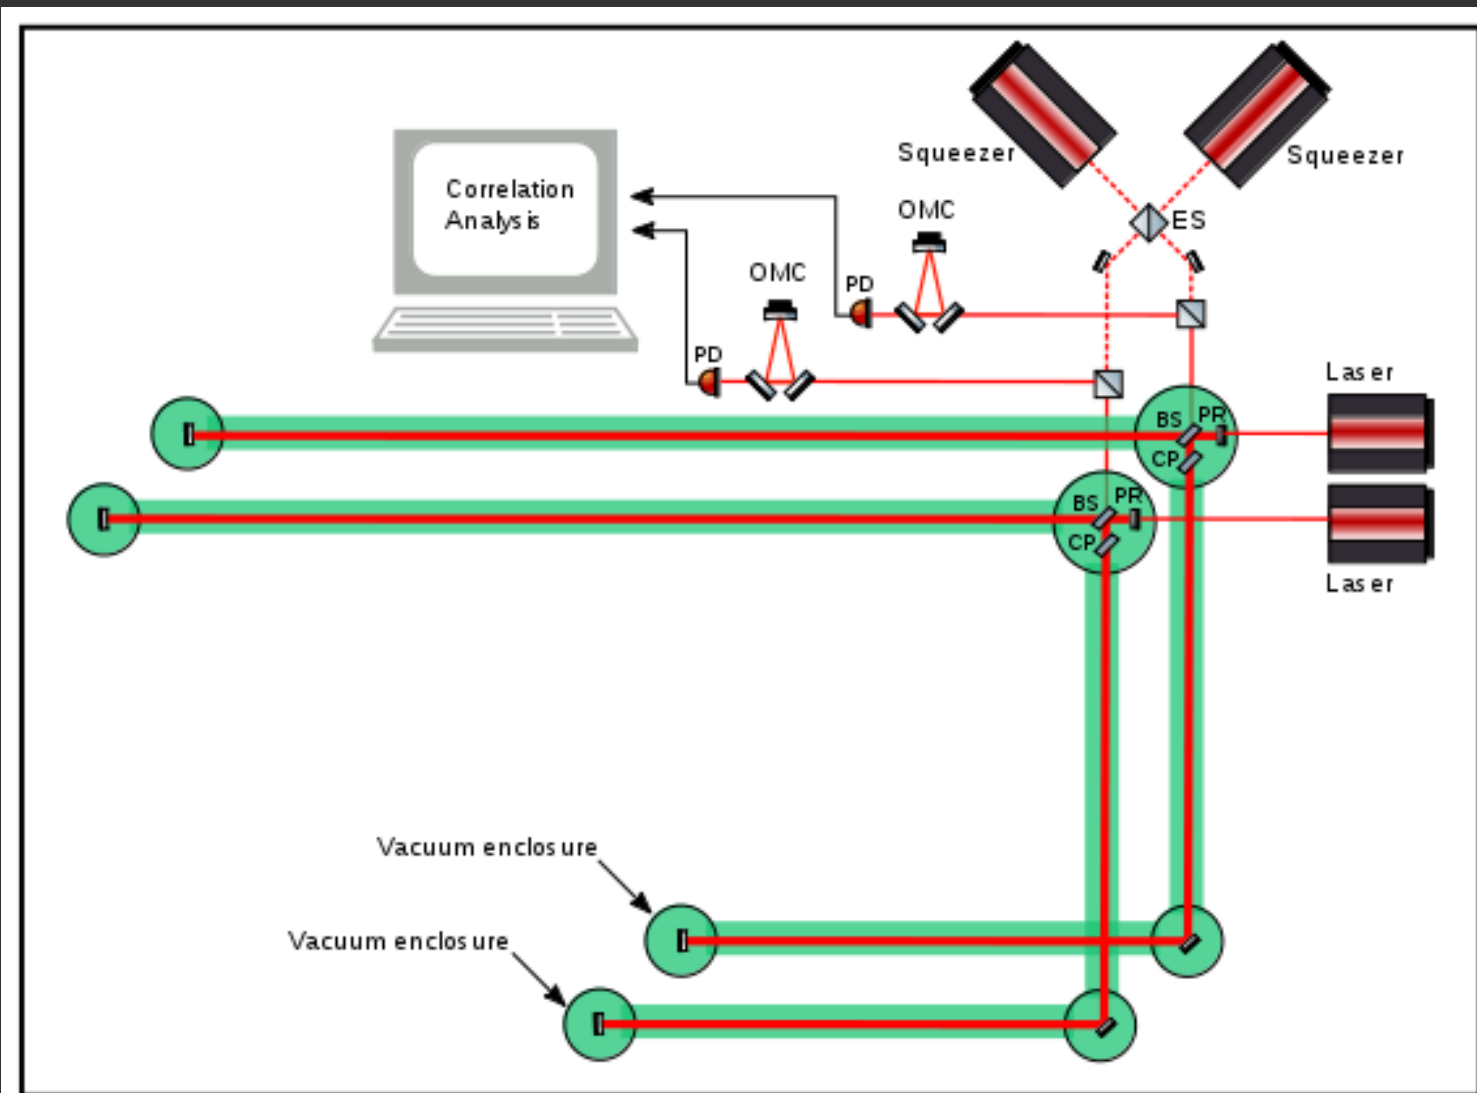 Squeezer
Squeezer
Correlation
Analysis
OMC
ES
OMC
PD
PD
Laser
BS
PR
CP
BS
PR
CP
Laser
Vacuum enclosure
Vacuum enclosure